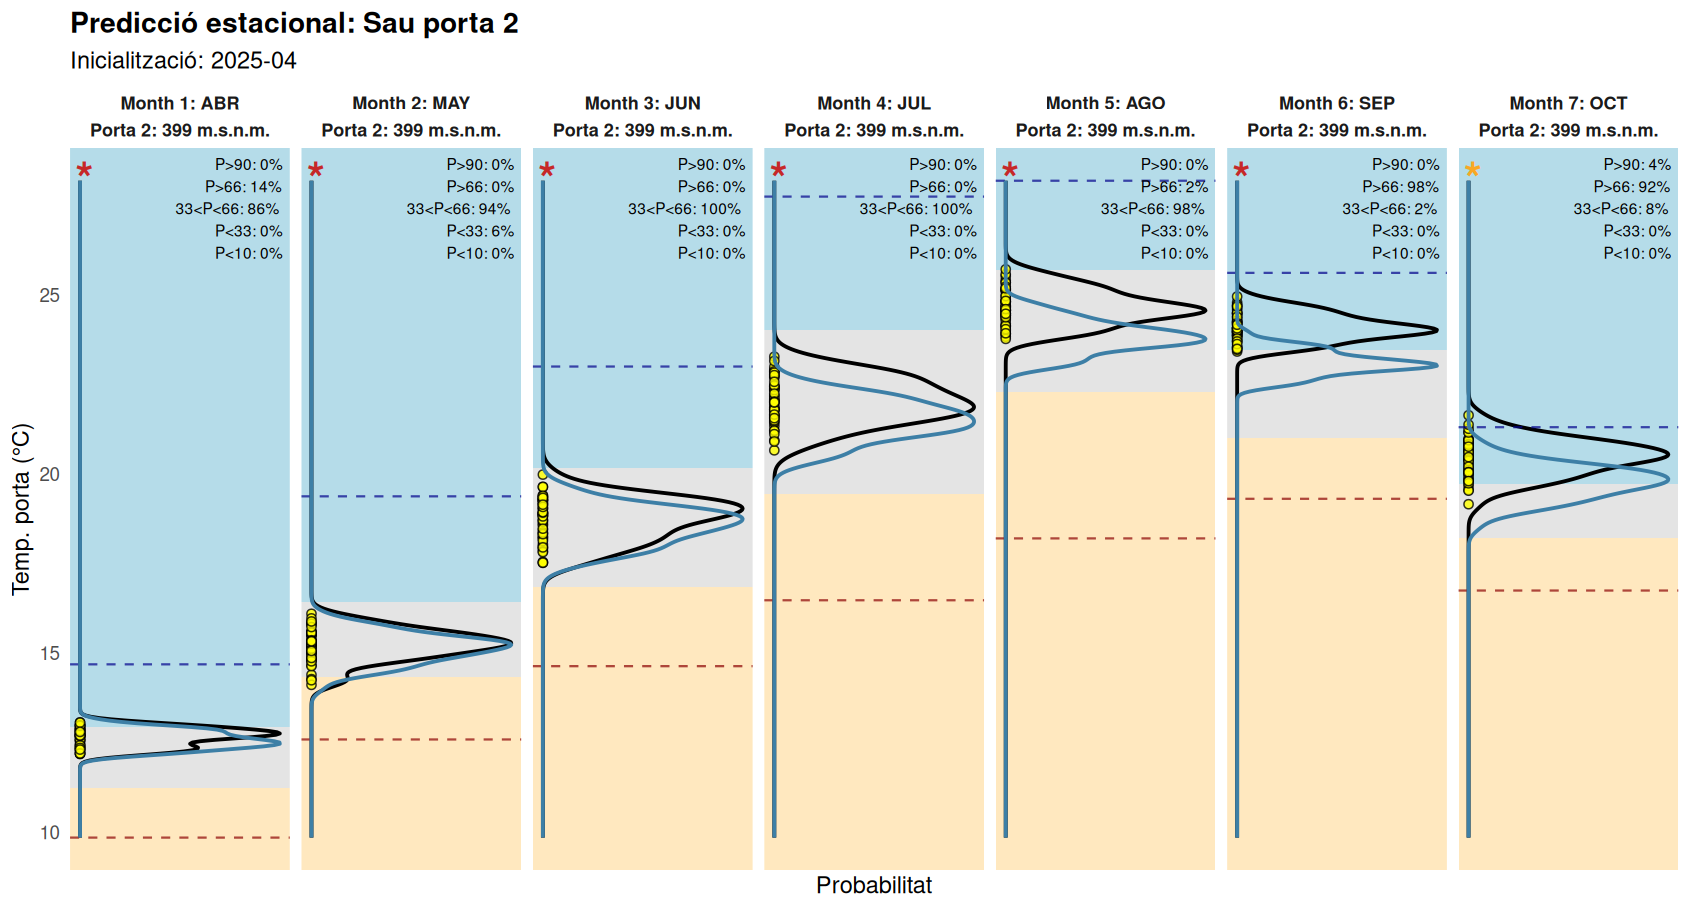 Predicció estacional: Sau porta 2
Inicialització: 2025-04
Month 1: ABR
Porta 2: 399 m.s.n.m.
Month 2: MAY
Porta 2: 399 m.s.n.m.
Month 3: JUN
Porta 2: 399 m.s.n.m.
Month 4: JUL
Porta 2: 399 m.s.n.m.
Month 5: AGO
Porta 2: 399 m.s.n.m.
Month 6: SEP
Porta 2: 399 m.s.n.m.
Month 7: OCT
Porta 2: 399 m.s.n.m.
*
P>90: 0%
P>66: 14%
33<P<66: 86%
P<33: 0%
P<10: 0%
*
P>90: 0%
P>66: 0%
33<P<66: 94%
P<33: 6%
P<10: 0%
*
P>90: 0%
P>66: 0%
33<P<66: 100%
P<33: 0%
P<10: 0%
*
P>90: 0%
P>66: 0%
33<P<66: 100%
P<33: 0%
P<10: 0%
*
P>90: 0%
P>66: 2%
33<P<66: 98%
P<33: 0%
P<10: 0%
*
P>90: 0%
P>66: 98%
33<P<66: 2%
P<33: 0%
P<10: 0%
*
P>90: 4%
P>66: 92%
33<P<66: 8%
P<33: 0%
P<10: 0%
25
20
15
10
Temp. porta (°C)
Probabilitat